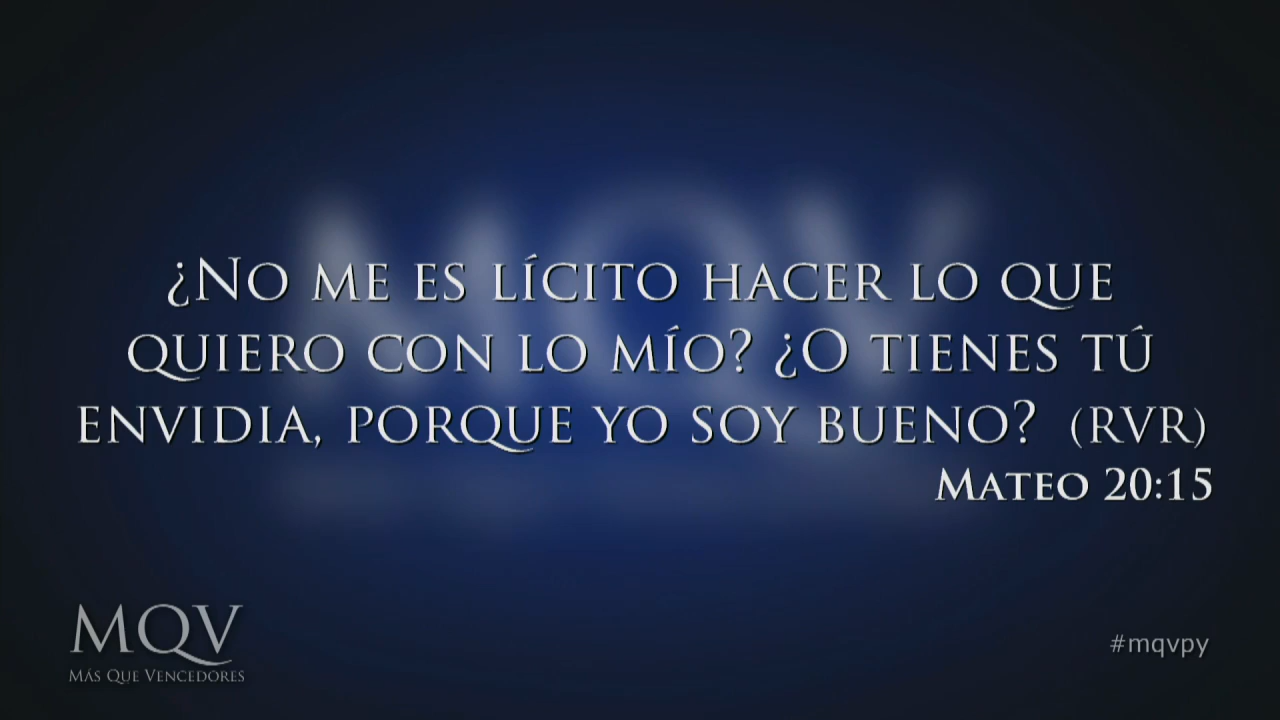 ¿No me es lícito hacer lo que
quiero con lo mío? ¿O tienes tú
envidia, porque yo soy bueno? (RVR)
Mateo 20:15
MQV
Más Que Vencedores
#mqvpy